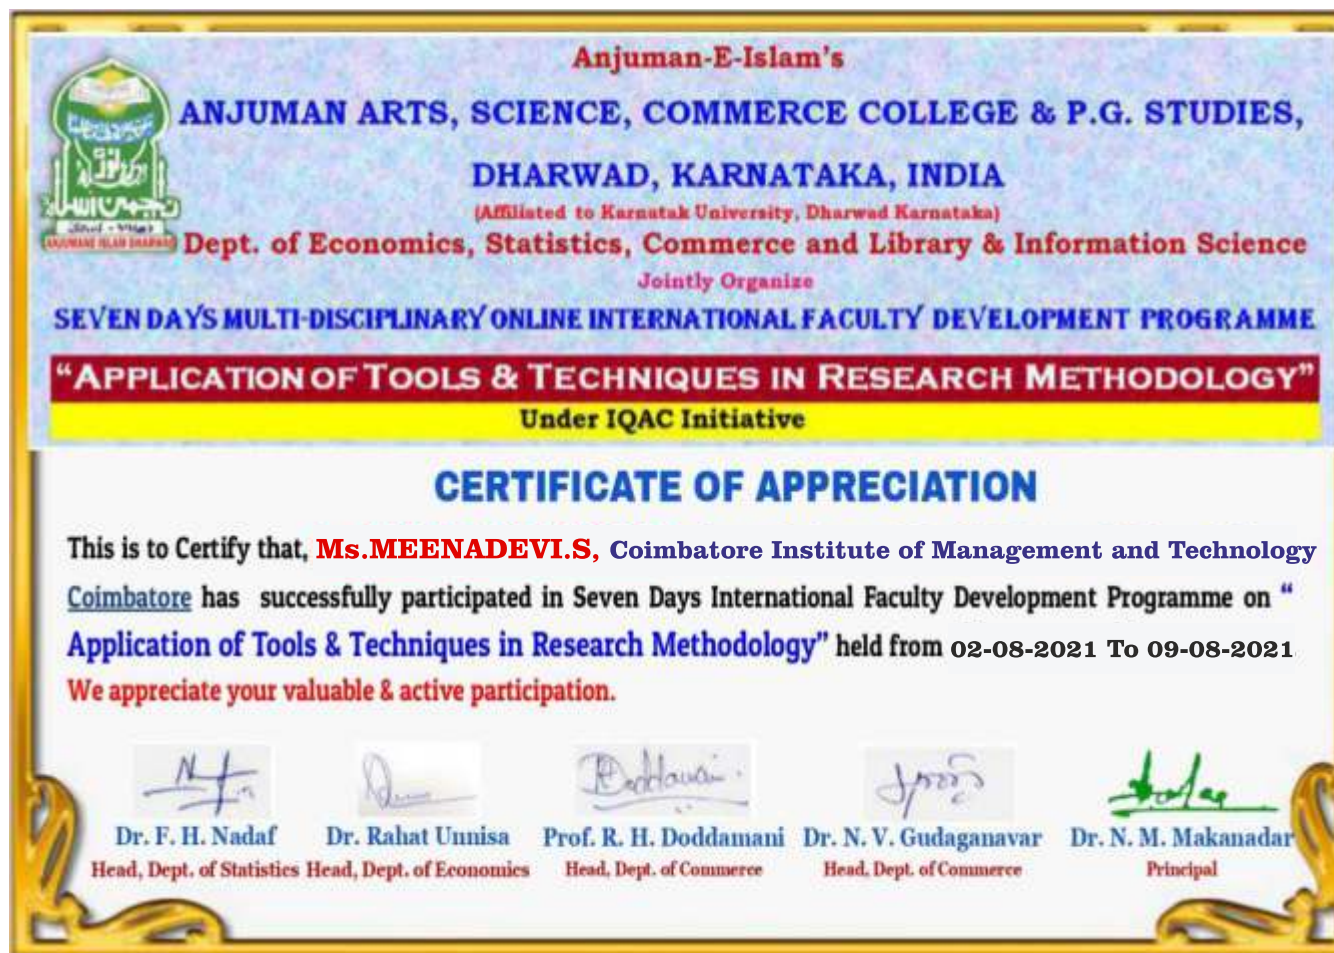 Anjuman-E-Islam's
ANJUMAN ARTS, SCIENCE, COMMERCE COLLEGE & P.G. STUDIES,
DHARWAD, KARNATAKA, INDIA
(Affiliated to Karnatak University, Dharwad Karnataka)
ANJUMANE ISLAM DHARWAD
Dept. of Economics, Statistics, Commerce and Library & Information Science
Jointly Organize
SEVEN DAYS MULTI-DISCIPLINARY ONLINE INTERNATIONAL FACULTY DEVELOPMENT PROGRAMME
“APPLICATION OF TOOLS & TECHNIQUES IN RESEARCH METHODOLOGY”
Under IQAC Initiative
CERTIFICATE OF APPRECIATION
This is to Certify that, Ms.MEENADEVI.S, Coimbatore Institute of Management and Technology
Coimbatore has successfully participated in Seven Days International Faculty Development Programme on “
Application of Tools & Techniques in Research Methodology” held from 02-08-2021 To 09-08-2021
We appreciate your valuable & active participation.
Dr. F. H. Nadaf Dr. Rahat Unnisa Prof. R. H. Doddamani Dr. N. V. Gudaganavar Dr. N. M. Makanadar
Head, Dept. of Statistics Head, Dept. of Economics Head, Dept. of Commerce Head, Dept. of Commerce Principal